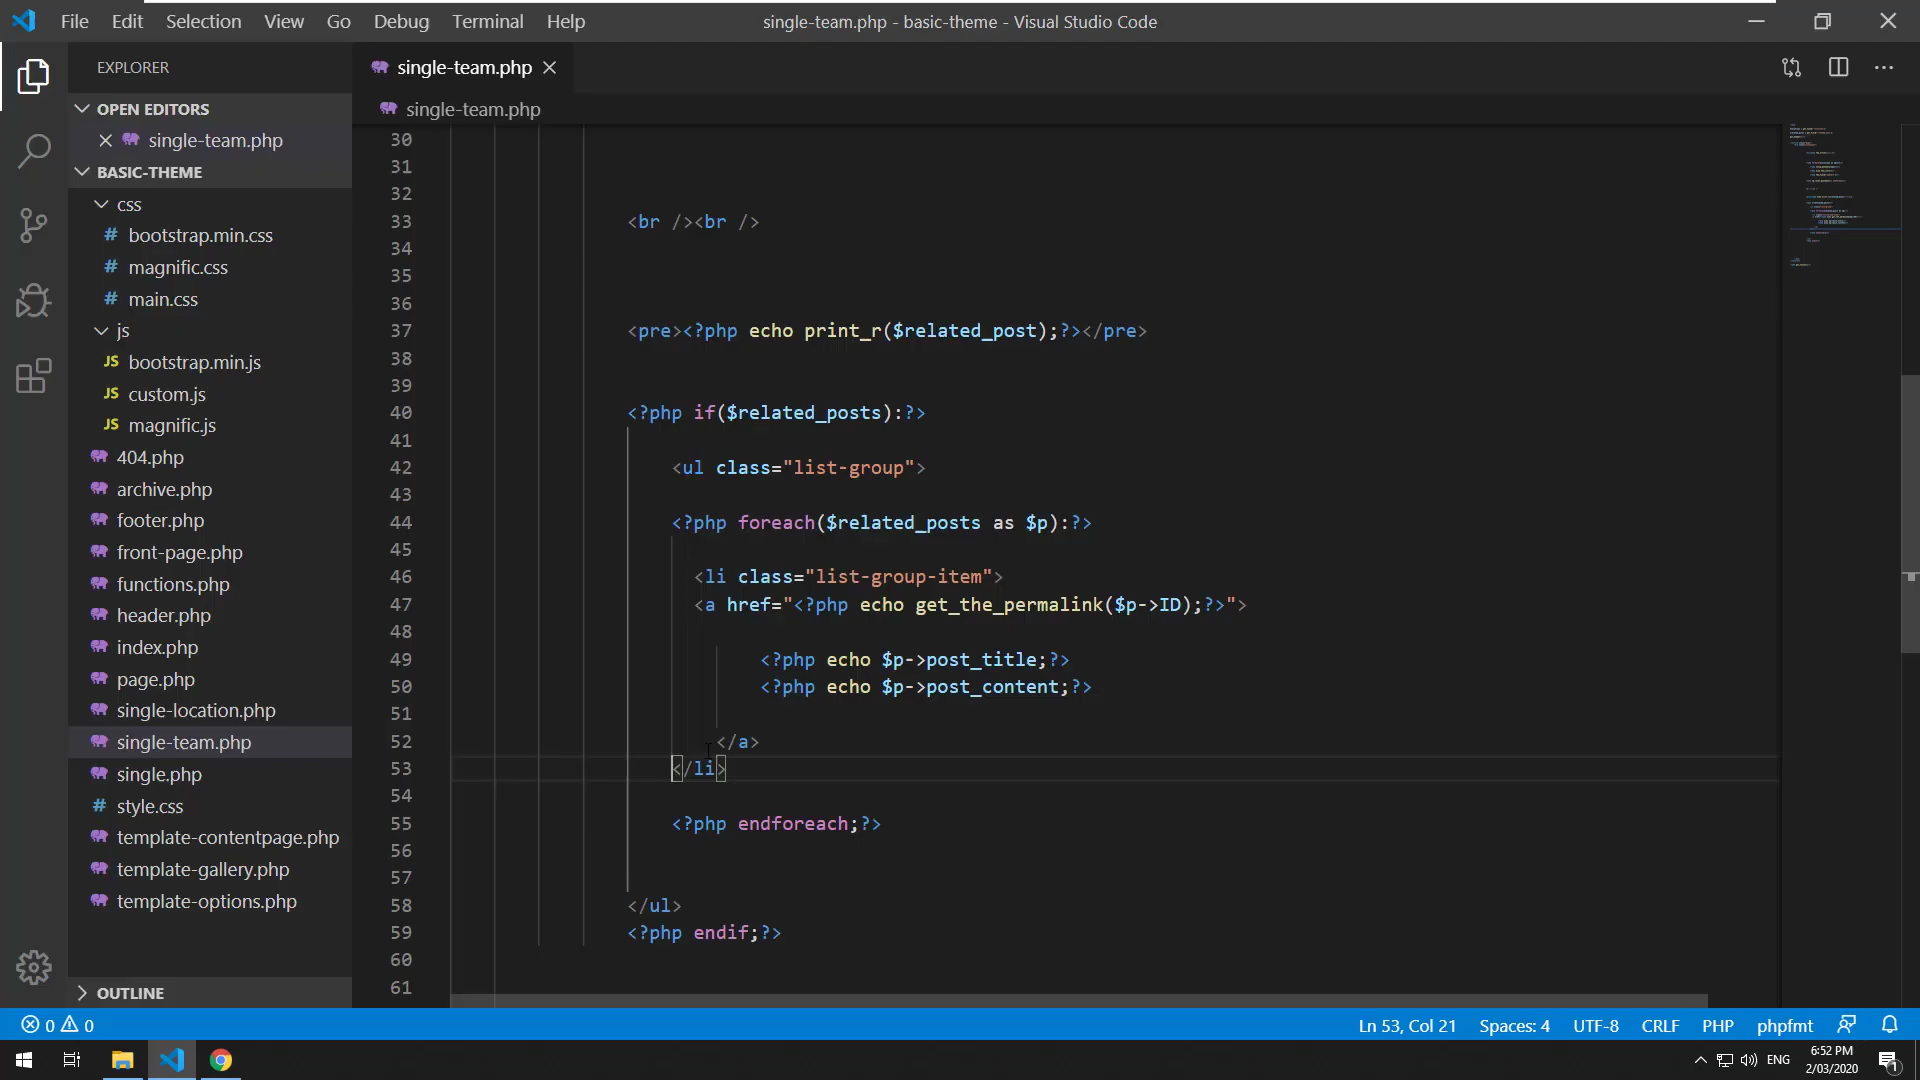 File Edit Selection View Go Debug Terminal Help
single-team.php - basic-theme - Visual Studio Code
EXPLORER
OPEN EDITORS
single-team.php
BASIC-THEME
css
# bootstrap.min.css
# magnific.css
# main.css
js
JS bootstrap.min.js
JS custom.js
JS magnific.js
404.php
archive.php
footer.php
front-page.php
functions.php
header.php
index.php
page.php
single-location.php
single-team.php
single.php
# style.css
template-contentpage.php
template-gallery.php
template-options.php
OUTLINE
single-team.php
single-team.php
30
31
32
33 <br /><br />
34
35
36
37 <pre><?php echo print_r($related_post);?></pre>
38
39
40 <?php if($related_posts):?>
41
42 <ul class="list-group">
43
44 <?php foreach($related_posts as $p):?>
45
46 <li class="list-group-item">
47 <a href="<?php echo get_the_permalink($p->ID);?>">
48
49 <?php echo $p->post_title;?>
50 <?php echo $p->post_content;?>
51
52 </a>
53 </li>
54
55 <?php endforeach;?>
56
57
58 </ul>
59 <?php endif;?>
60
61
0 0
Ln 53, Col 21 Spaces: 4 UTF-8 CRLF PHP phpfmt
ENG
6:52 PM
2/03/2020
1